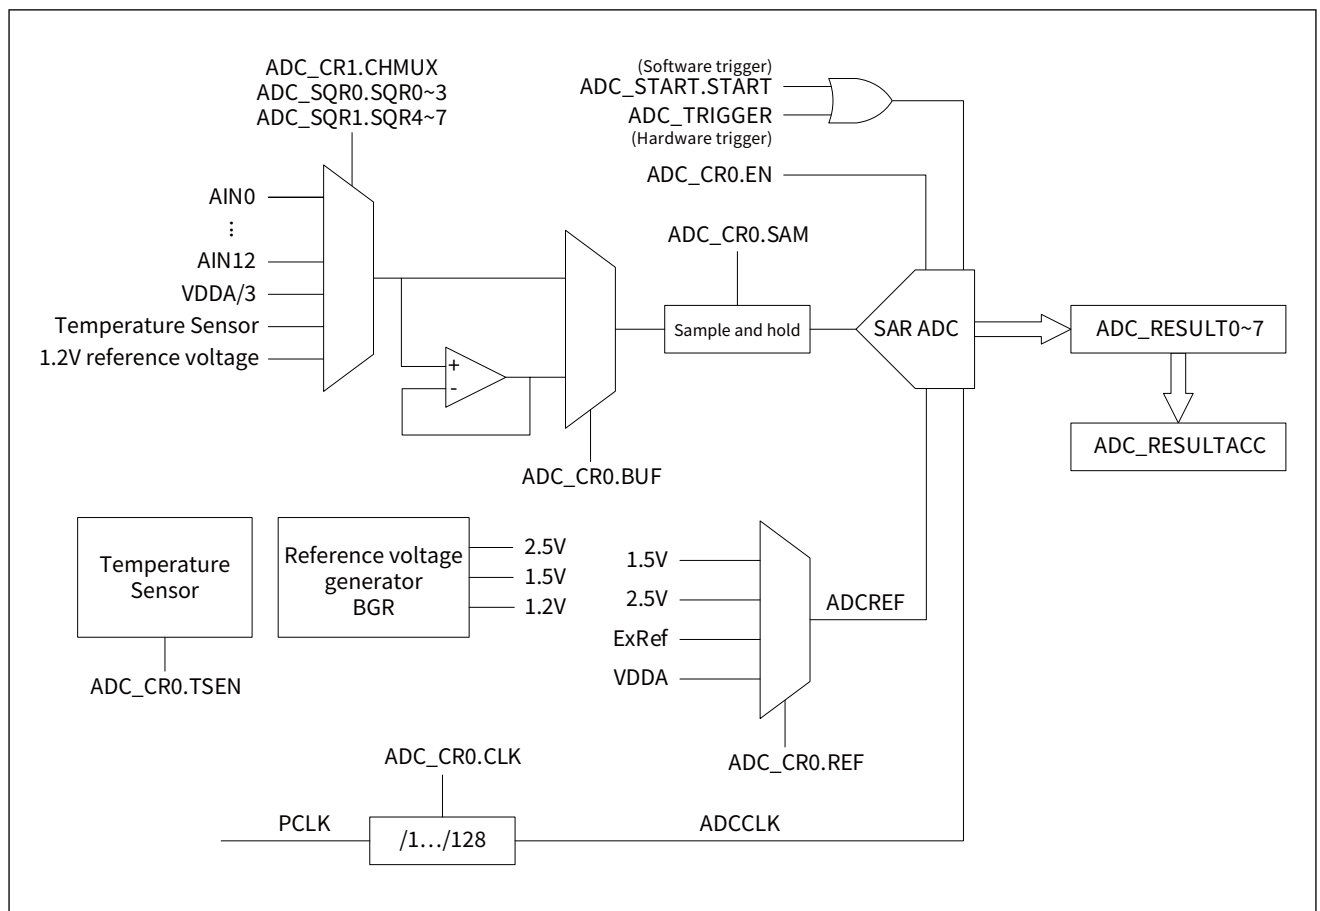 ADC_CR1.CHMUX
ADC_SQR0.SQR0~3
ADC_SQR1.SQR4~7
(Software trigger)
ADC_START.START
ADC_TRIGGER
(Hardware trigger)
ADC_CR0.EN
AIN0
⋮
AIN12
VDDA/3
Temperature Sensor
1.2V reference voltage
+
-
ADC_CR0.BUF
ADC_CR0.SAM
Sample and hold
SAR ADC
ADC_RESULT0~7
ADC_RESULTACC
Temperature
Sensor
ADC_CR0.TSEN
Reference voltage
generator
BGR
2.5V
1.5V
1.2V
1.5V
2.5V
ExRef
VDDA
ADCREF
ADC_CR0.REF
ADC_CR0.CLK
PCLK
/1.../128
ADCCLK